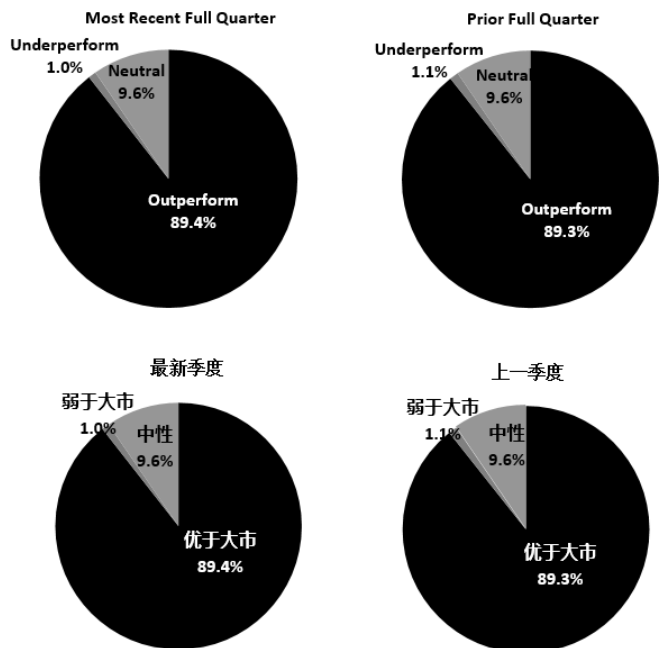 Most Recent Full Quarter
Underperform
1.0%
Neutral
9.6%
Outperform
89.4%
Prior Full Quarter
Underperform
1.1%
Neutral
9.6%
Outperform
89.3%
最新季度
弱于大市
1.0%
中性
9.6%
优于大市
89.4%
上一季度
弱于大市
1.1%
中性
9.6%
优于大市
89.3%